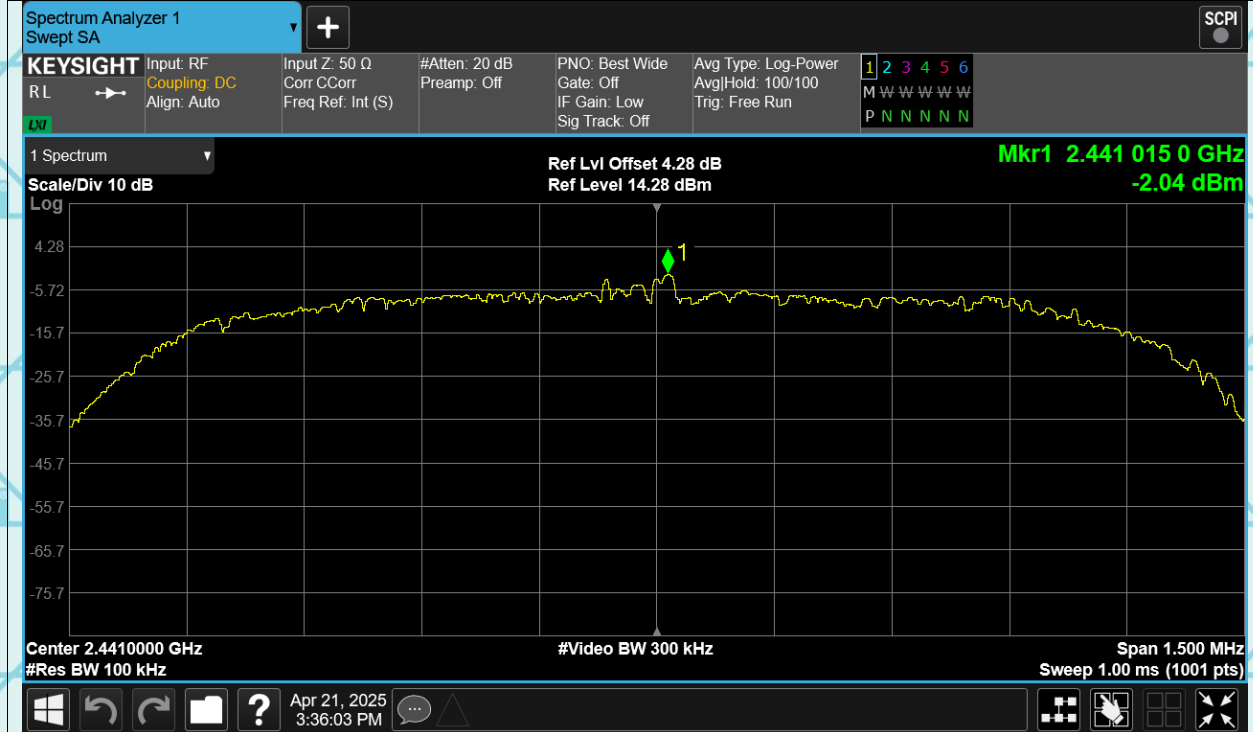 Spectrum Analyzer 1
Swept SA
SCPI
KEYSIGHT
R L
LXI
Input: RF
Coupling: DC
Align: Auto
Input Z: 50 Ω
Corr CCorr
Freq Ref: Int (S)
#Atten: 20 dB
Preamp: Off
PNO: Best Wide
Gate: Off
IF Gain: Low
Sig Track: Off
Avg Type: Log-Power
Avg|Hold: 100/100
Trig: Free Run
1 2 3 4 5 6
M W W W W W
P N N N N N
1 Spectrum
Scale/Div 10 dB
Log
Ref Lvl Offset 4.28 dB
Ref Level 14.28 dBm
Mkr1 2.441 015 0 GHz
-2.04 dBm
1
4.28
-5.72
-15.7
-25.7
-35.7
-45.7
-55.7
-65.7
-75.7
Center 2.4410000 GHz
#Res BW 100 kHz
#Video BW 300 kHz
Span 1.500 MHz
Sweep 1.00 ms (1001 pts)
?
Apr 21, 2025
3:36:03 PM